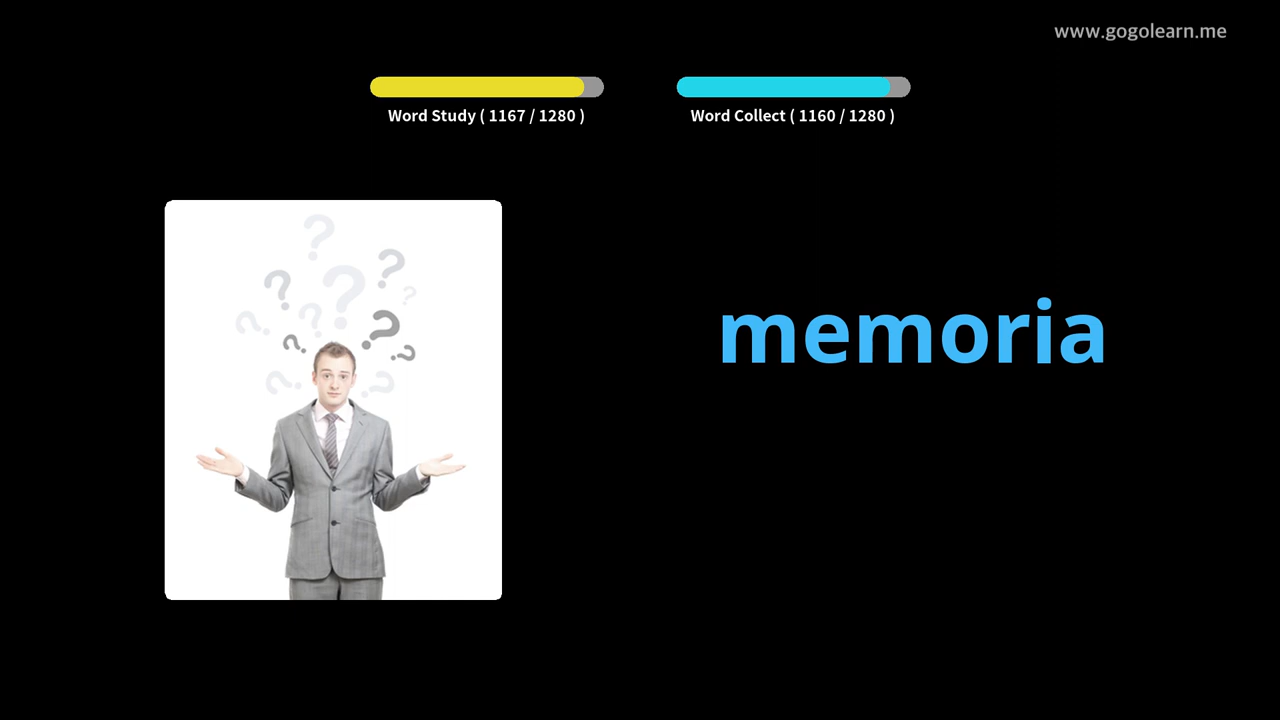 www.gogolearn.me
Word Study ( 1167 / 1280 )
Word Collect ( 1160 / 1280 )
? ? ? ? ? ? ? ? ? ? ? ?
memoria